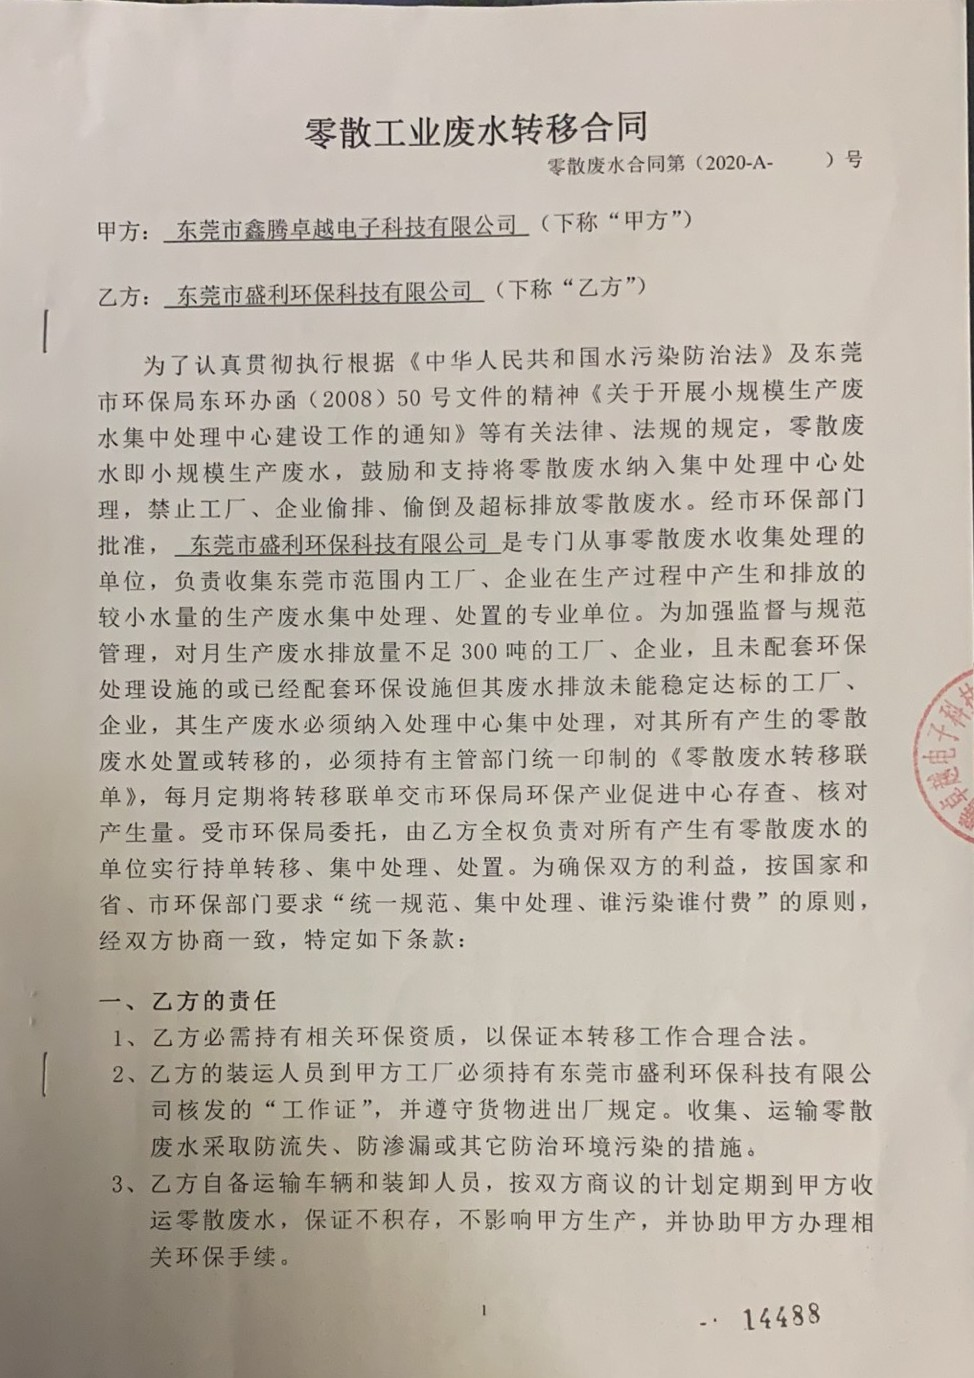 零散工业废水转移合同
零散废水合同第（2020-A- ）号
甲方： 东莞市鑫腾卓越电子科技有限公司 （下称“甲方”）
乙方： 东莞市盛利环保科技有限公司 （下称“乙方”）
为了认真贯彻执行根据《中华人民共和国水污染防治法》及东莞
市环保局东环办函（2008）50 号文件的精神《关于开展小规模生产废
水集中处理中心建设工作的通知》等有关法律、法规的规定，零散废
水即小规模生产废水，鼓励和支持将零散废水纳入集中处理中心处
理，禁止工厂、企业偷排、偷倒及超标排放零散废水。经市环保部门
批准， 东莞市盛利环保科技有限公司 是专门从事零散废水收集处理的
单位，负责收集东莞市范围内工厂、企业在生产过程中产生和排放的
较小水量的生产废水集中处理、处置的专业单位。为加强监督与规范
管理，对月生产废水排放量不足 300 吨的工厂、企业，且未配套环保
处理设施的或已经配套环保设施但其废水排放未能稳定达标的工厂、
企业，其生产废水必须纳入处理中心集中处理，对其所有产生的零散
废水处置或转移的，必须持有主管部门统一印制的《零散废水转移联
单》，每月定期将转移联单交市环保局环保产业促进中心存查、核对
产生量。受市环保局委托，由乙方全权负责对所有产生有零散废水的
单位实行持单转移、集中处理、处置。为确保双方的利益，按国家和
省、市环保部门要求“统一规范、集中处理、谁污染谁付费”的原则，
经双方协商一致，特定如下条款：
一、乙方的责任
1、乙方必需持有相关环保资质，以保证本转移工作合理合法。
2、乙方的装运人员到甲方工厂必须持有东莞市盛利环保科技有限公
司核发的“工作证”，并遵守货物进出厂规定。收集、运输零散
废水采取防流失、防渗漏或其它防治环境污染的措施。
3、乙方自备运输车辆和装卸人员，按双方商议的计划定期到甲方收
运零散废水，保证不积存，不影响甲方生产，并协助甲方办理相
关环保手续。
卓越电子科技
1
14488